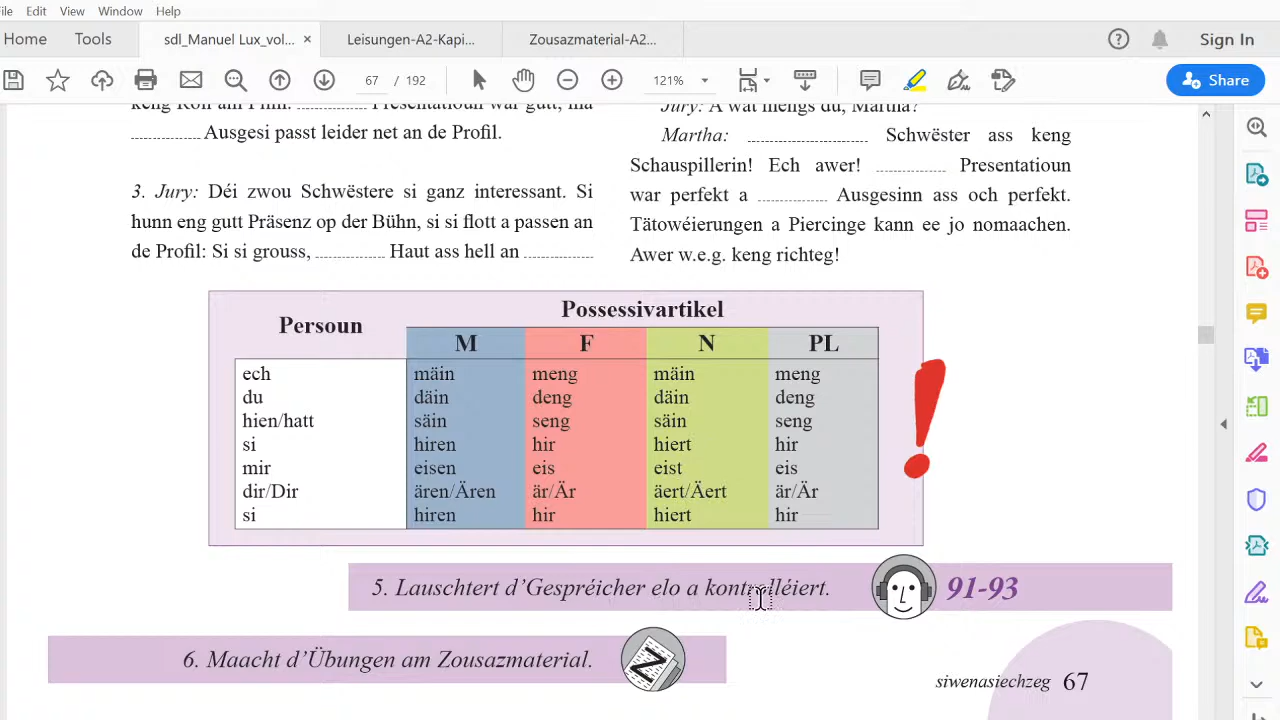 File Edit View Window Help
Home Tools sdl_Manuel Lux_vol... × Leisungen-A2-Kapi... Zousazmaterial-A2... ? Sign In
67 / 192 121% Share
keng Roll am Film. Presentatioun war gutt, ma
Ausgesi passt leider net an de Profil.
3. Jury: Déi zwou Schwëstere si ganz interessant. Si
hunn eng gutt Präsenz op der Bühn, si si flott a passen an
de Profil: Si si grouss, Haut ass hell an
Jury: A wat mengs du, Martha?
Martha: Schwëster ass keng
Schauspillerin! Ech awer! Presentatioun
war perfekt a Ausgesinn ass och perfekt.
Tätowéierungen a Piercinge kann ee jo nomaachen.
Awer w.e.g. keng richteg!
Persoun Possessivartikel
M F N PL
ech mäin meng mäin meng
du däin deng däin deng
hien/hatt säin seng säin seng
si hiren hir hiert hir
mir eisen eis eist eis
dir/Dir ären/Ären är/Är äert/Äert är/Är
si hiren hir hiert hir
!
5. Lauschtert d'Gespréicher elo a kontrolléiert. 91-93
6. Maacht d'Übungen am Zousazmaterial. Z
siwenasiechzeg 67